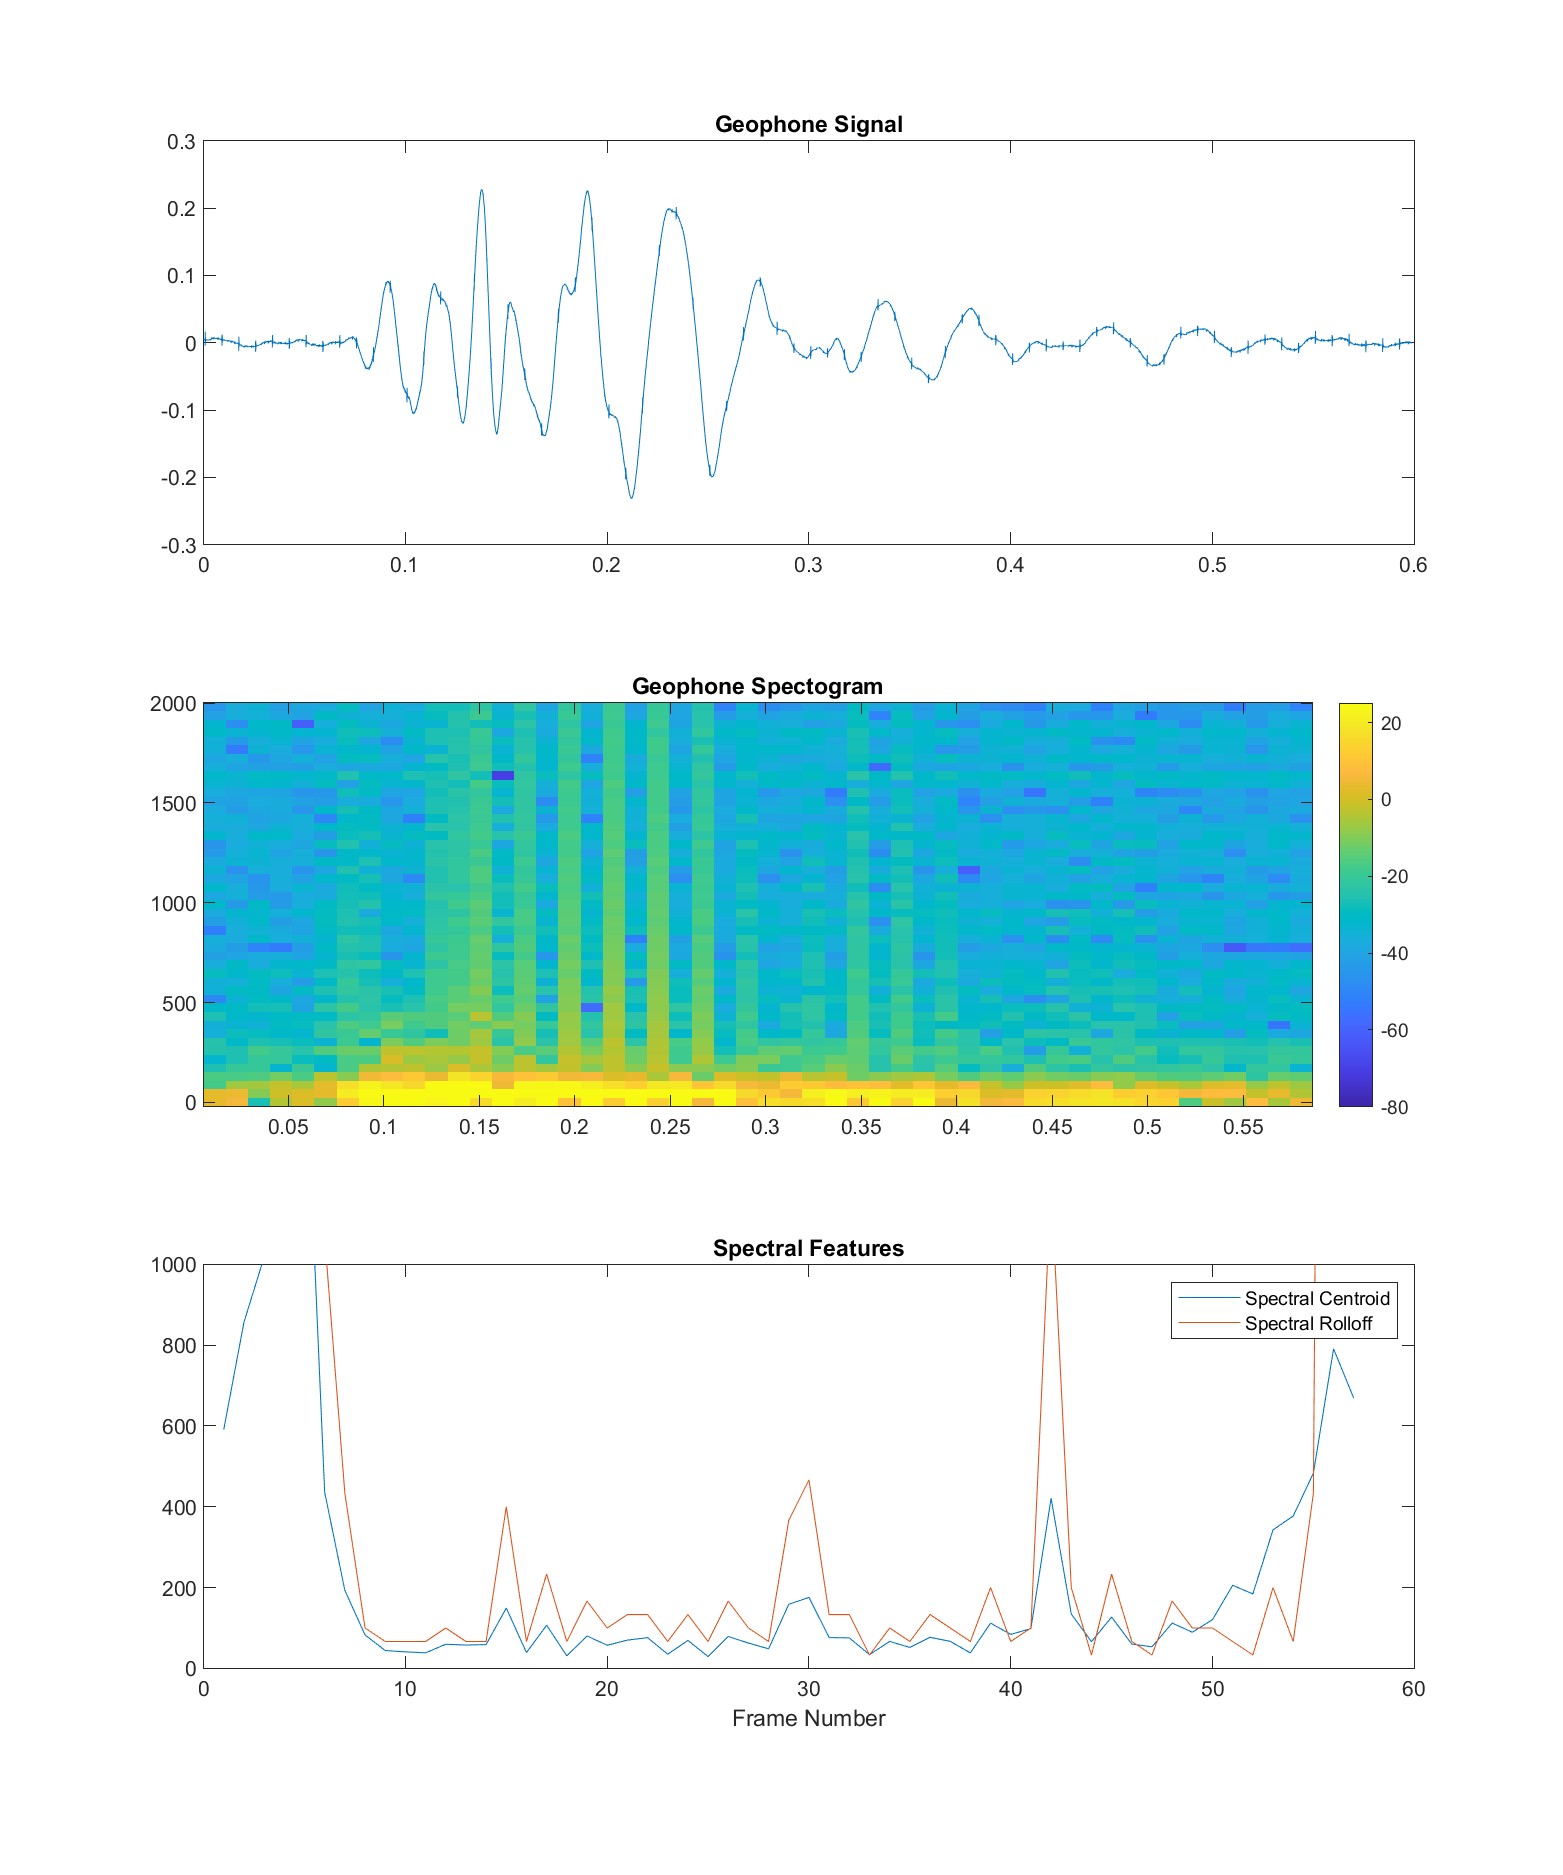 Geophone Signal
0.3
0.2
0.1
0
-0.1
-0.2
-0.3
0 0.1 0.2 0.3 0.4 0.5 0.6
Geophone Spectogram
2000
1500
1000
500
0
0.05 0.1 0.15 0.2 0.25 0.3 0.35 0.4 0.45 0.5 0.55
20
0
-20
-40
-60
-80
Spectral Features
1000
800
600
400
200
0
Spectral Centroid
Spectral Rolloff
0 10 20 30 40 50 60
Frame Number